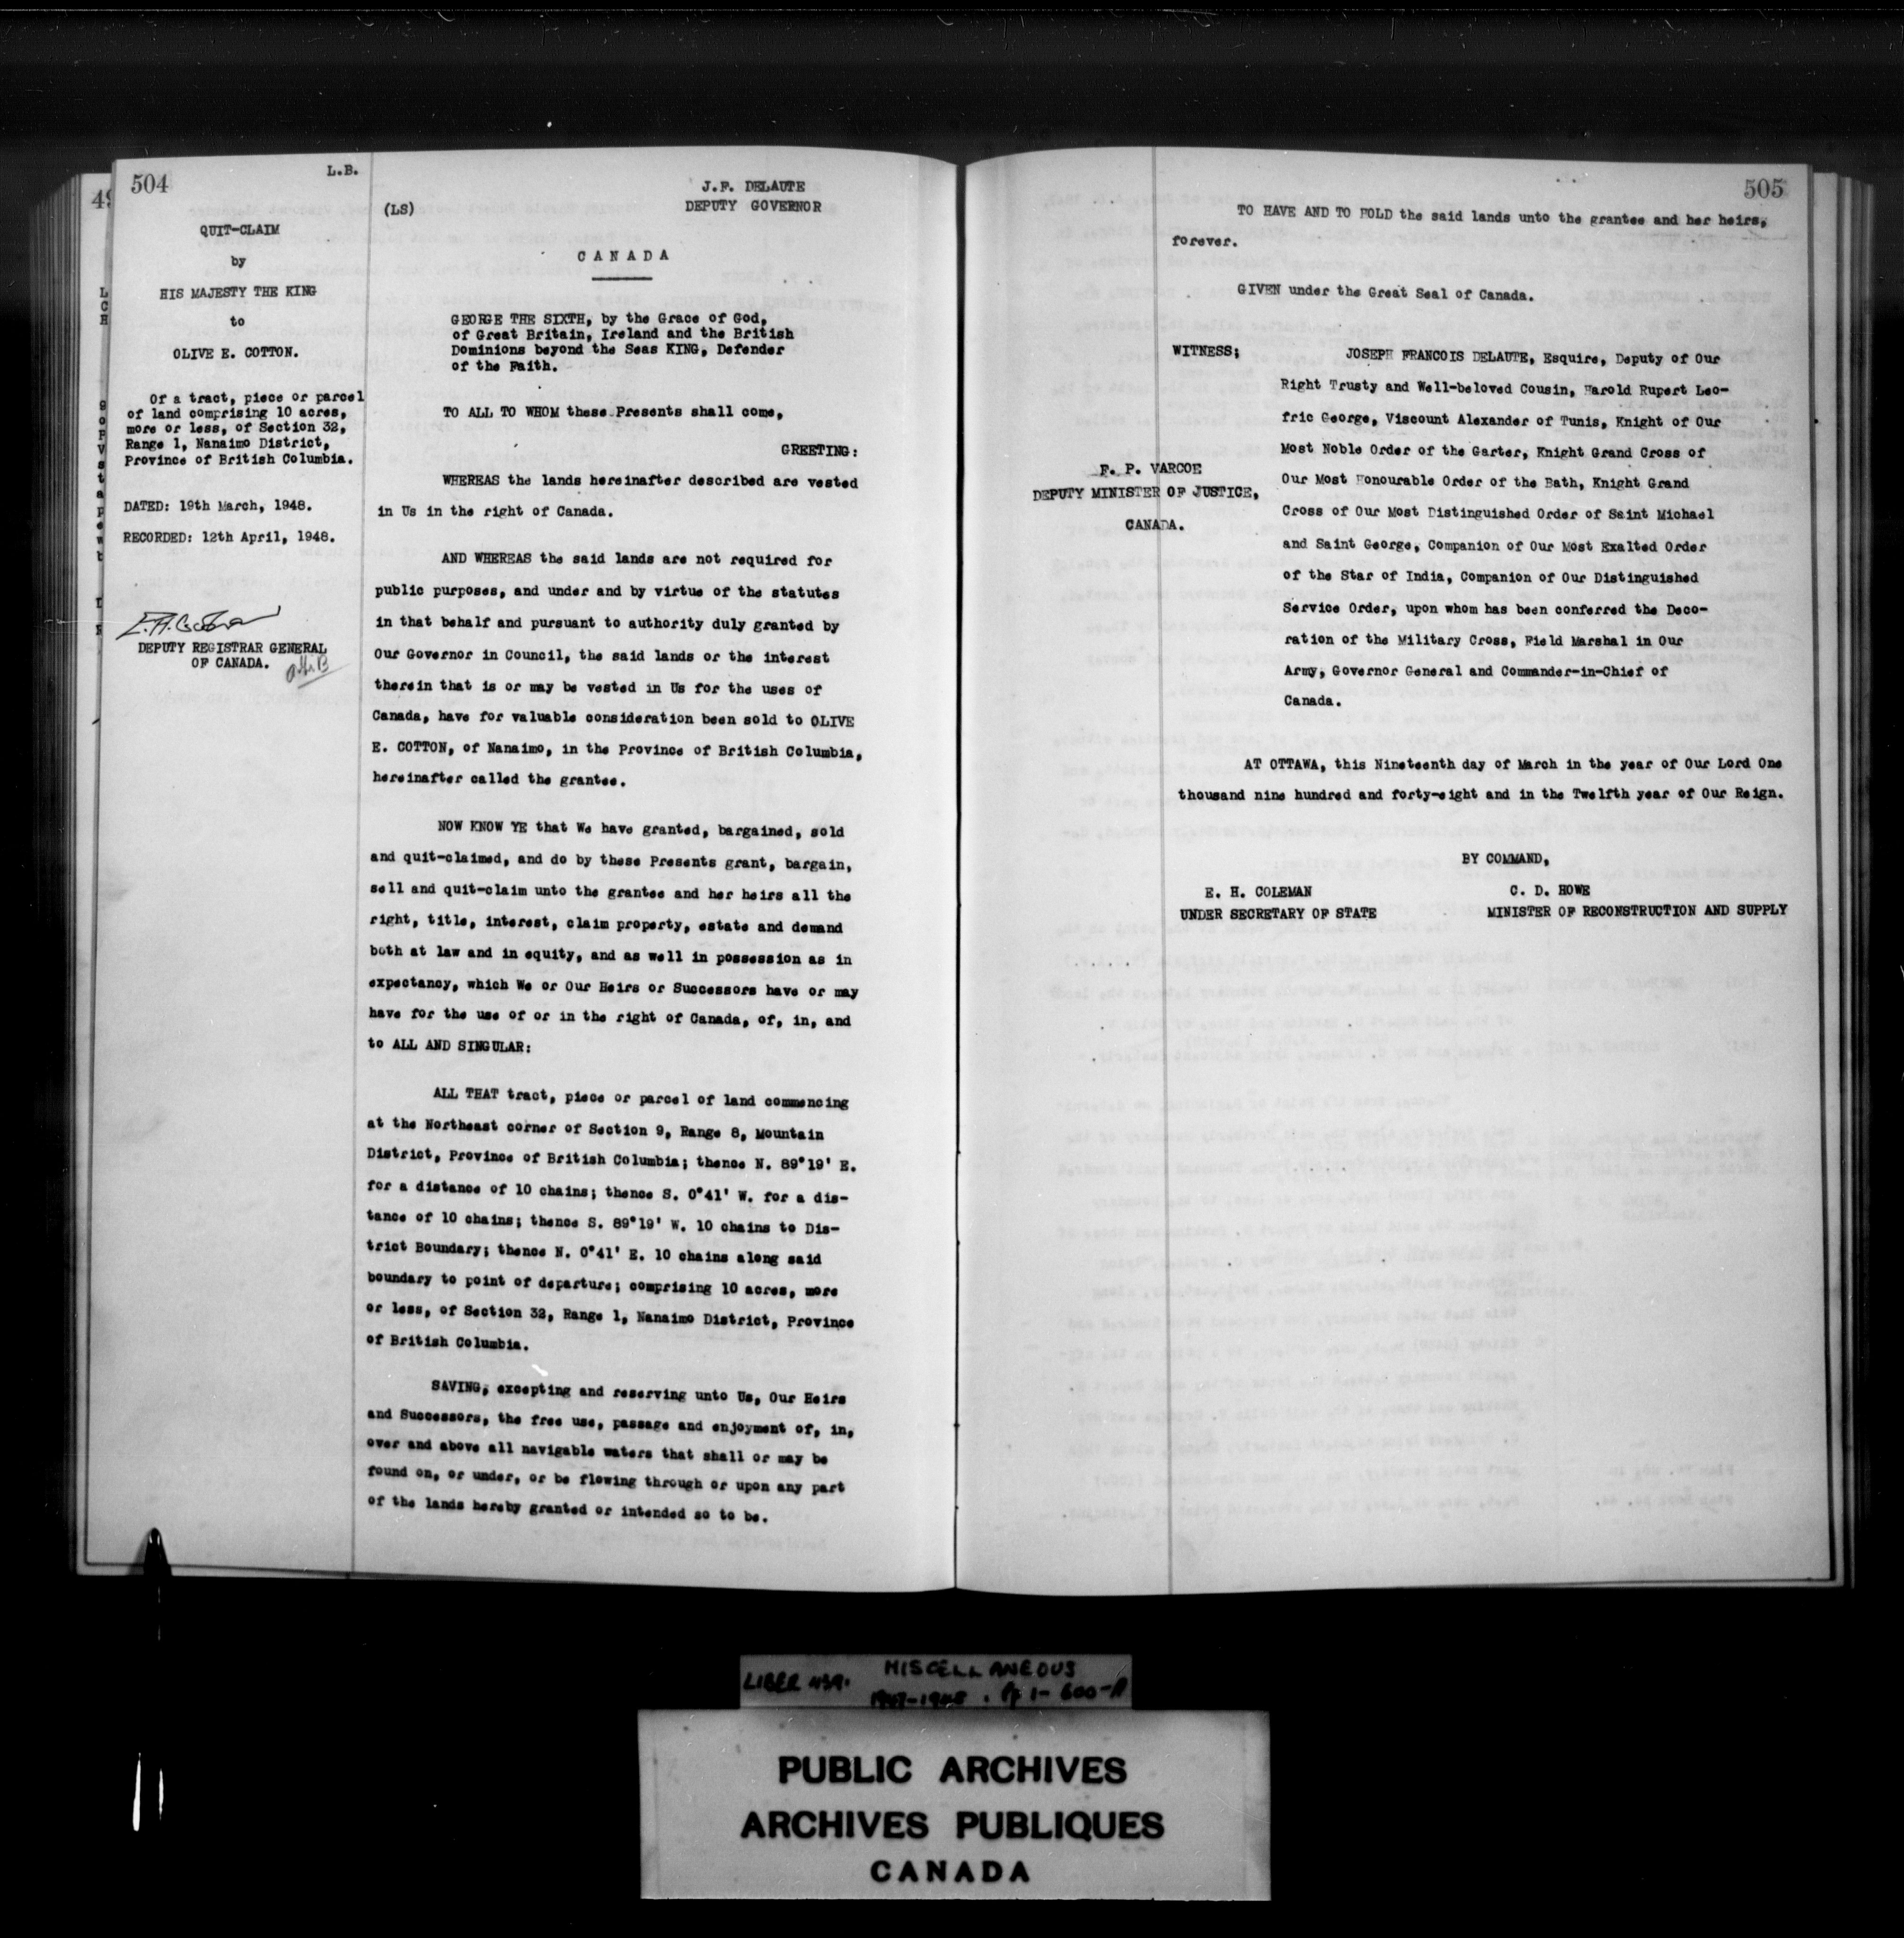 504
L.B.
QUIT-CLAIM
by
HIS MAJESTY THE KING
to
OLIVE E. COTTON.
Of a tract, piece or parcel
of land comprising 10 acres,
more or less, of Section 32,
Range 1, Nanaimo District,
Province of British Columbia.
DATED: 19th March, 1948.
RECORDED: 12th April, 1948.
DEPUTY REGISTRAR GENERAL
OF CANADA.
J.F. DELAUTE
(LS) DEPUTY GOVERNOR
CANADA
GEORGE THE SIXTH, by the Grace of God,
of Great Britain, Ireland and the British
Dominions beyond the Seas KING, Defender
of the Faith.
TO ALL TO WHOM these Presents shall come,
GREETING:
WHEREAS the lands hereinafter described are vested
in Us in the right of Canada.
AND WHEREAS the said lands are not required for
public purposes, and under and by virtue of the statutes
in that behalf and pursuant to authority duly granted by
Our Governor in Council, the said lands or the interest
therein that is or may be vested in Us for the uses of
Canada, have for valuable consideration been sold to OLIVE
E. COTTON, of Nanaimo, in the Province of British Columbia,
hereinafter called the grantee.
NOW KNOW YE that We have granted, bargained, sold
and quit-claimed, and do by these Presents grant, bargain,
sell and quit-claim unto the grantee and her heirs all the
right, title, interest, claim property, estate and demand
both at law and in equity, and as well in possession as in
expectancy, which We or Our Heirs or Successors have or may
have for the use of or in the right of Canada, of, in, and
to ALL AND SINGULAR:
ALL THAT tract, piece or parcel of land commencing
at the Northeast corner of Section 9, Range 8, Mountain
District, Province of British Columbia; thence N. 89°19' E.
for a distance of 10 chains; thence S. 0°41' W. for a dis-
tance of 10 chains; thence S. 89°19' W. 10 chains to Dis-
trict Boundary; thence N. 0°41' E. 10 chains along said
boundary to point of departure; comprising 10 acres, more
or less, of Section 32, Range 1, Nanaimo District, Province
of British Columbia.
SAVING, excepting and reserving unto Us, Our Heirs
and Successors, the free use, passage and enjoyment of, in,
over and above all navigable waters that shall or may be
found on, or under, or be flowing through or upon any part
of the lands hereby granted or intended so to be.
505
TO HAVE AND TO HOLD the said lands unto the grantee and her heirs,
forever.
GIVEN under the Great Seal of Canada.
WITNESS: JOSEPH FRANCOIS DELAUTE, Esquire, Deputy of Our
Right Trusty and Well-beloved Cousin, Harold Rupert Leo-
fric George, Viscount Alexander of Tunis, Knight of Our
Most Noble Order of the Garter, Knight Grand Cross of
Our Most Honourable Order of the Bath, Knight Grand
Cross of Our Most Distinguished Order of Saint Michael
and Saint George, Companion of Our Most Exalted Order
of the Star of India, Companion of Our Distinguished
Service Order, upon whom has been conferred the Deco-
ration of the Military Cross, Field Marshal in Our
Army, Governor General and Commander-in-Chief of
Canada.
F. P. VARCOE
DEPUTY MINISTER OF JUSTICE,
CANADA.
AT OTTAWA, this Nineteenth day of March in the year of Our Lord One
thousand nine hundred and forty-eight and in the Twelfth year of Our Reign.
BY COMMAND,
E. H. COLEMAN
UNDER SECRETARY OF STATE
C. D. HOWE
MINISTER OF RECONSTRUCTION AND SUPPLY
LIBER MISCELLANEOUS
1947-1948. Pg 1-600-A
PUBLIC ARCHIVES
ARCHIVES PUBLIQUES
CANADA